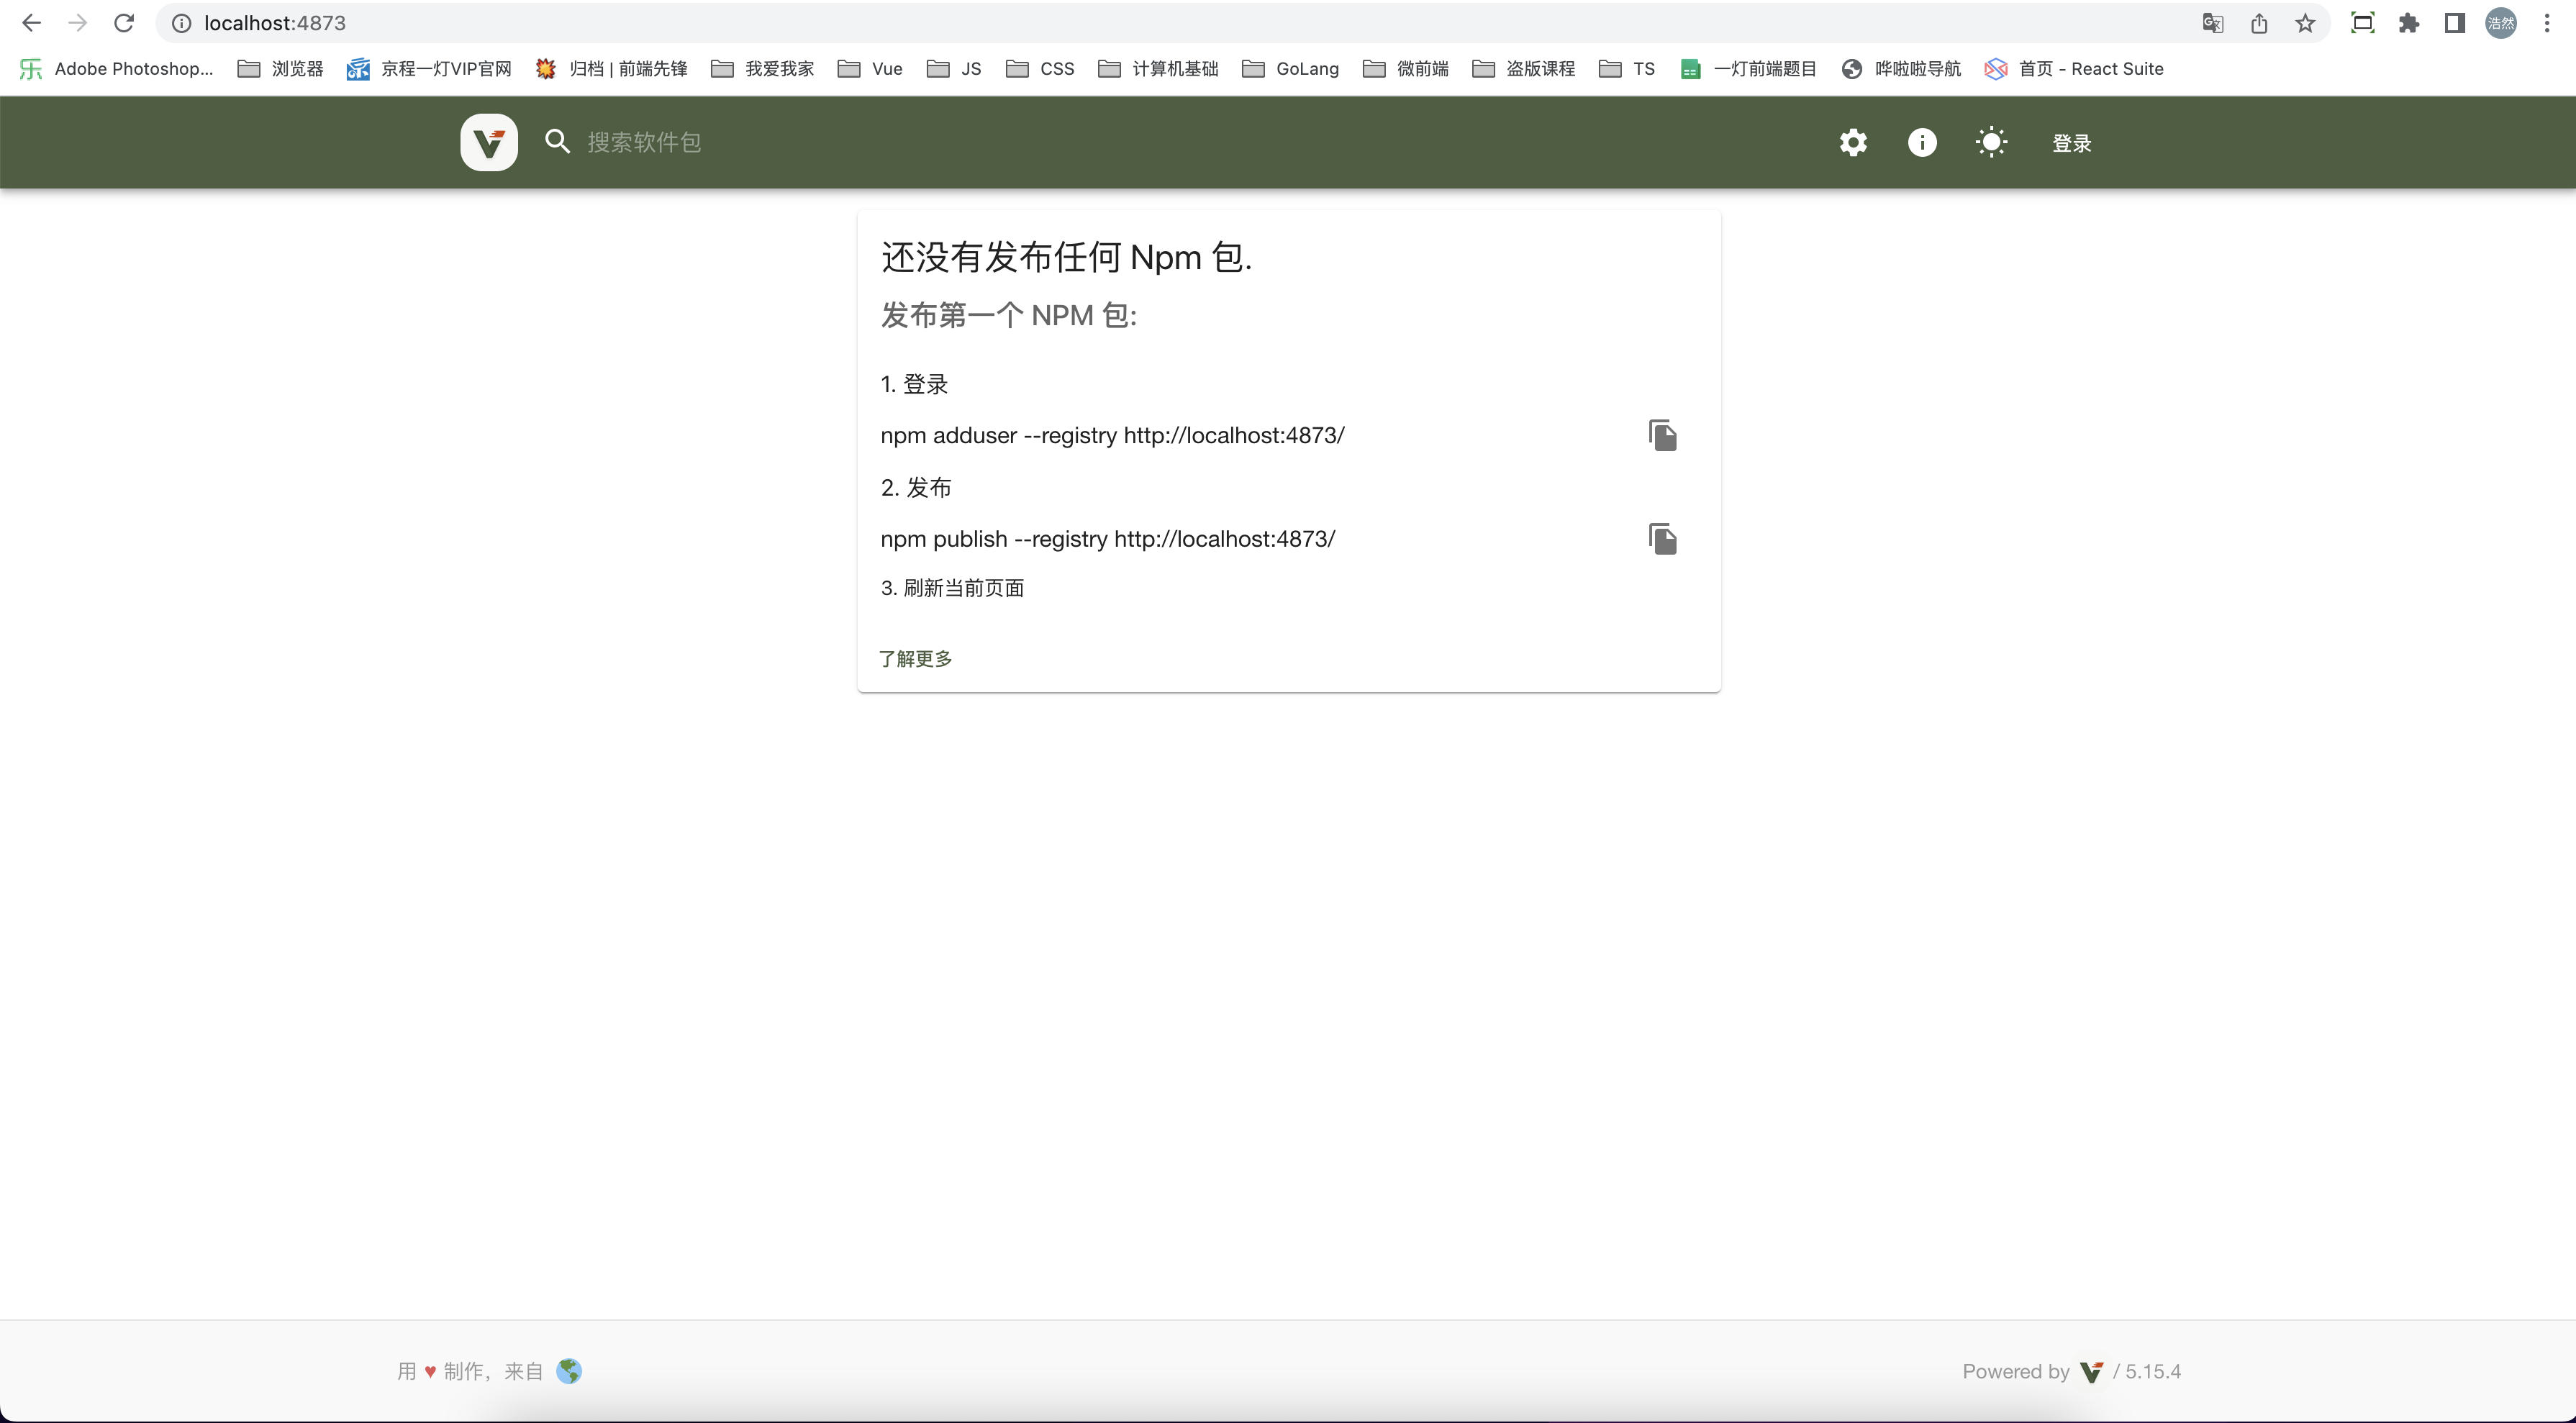 localhost:4873
浩然
乐 Adobe Photoshop... 浏览器 京程一灯VIP官网 归档 | 前端先锋 我爱我家 Vue JS CSS 计算机基础 GoLang 微前端 盗版课程 TS 一灯前端题目 哗啦啦导航 首页 - React Suite
搜索软件包 登录
还没有发布任何 Npm 包.
发布第一个 NPM 包:
1. 登录
npm adduser --registry http://localhost:4873/
2. 发布
npm publish --registry http://localhost:4873/
3. 刷新当前页面
了解更多
用 ♥ 制作，来自
Powered by / 5.15.4